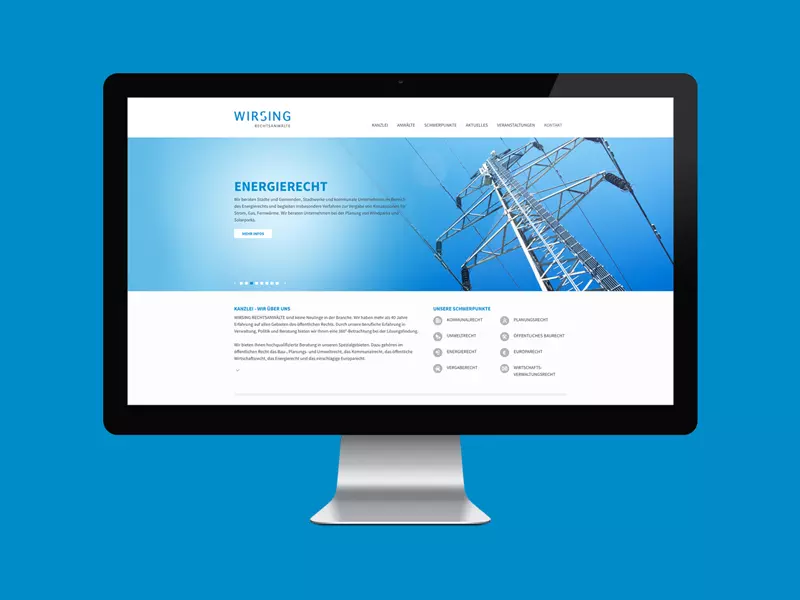 WIRSING
RECHTSANWÄLTE
KANZLEI ANWÄLTE SCHWERPUNKTE AKTUELLES VERANSTALTUNGEN KONTAKT
ENERGIERECHT
Wir beraten Städte und Gemeinden, Stadtwerke und kommunale Unternehmen im Bereich
des Energierechts und begleiten insbesondere Verfahren zur Vergabe von Konzessionen für
Strom, Gas, Fernwärme. Wir beraten Unternehmen bei der Planung von Windparks und
Solarparks.
MEHR INFOS
KANZLEI - WIR ÜBER UNS
WIRSING RECHTSANWÄLTE sind keine Neulinge in der Branche. Wir haben mehr als 40 Jahre
Erfahrung auf allen Gebieten des öffentlichen Rechts. Durch unsere berufliche Erfahrung in
Verwaltung, Politik und Beratung bieten wir Ihnen eine 360°-Betrachtung bei der Lösungsfindung.
Wir bieten Ihnen hochqualifizierte Beratung in unseren Spezialgebieten. Dazu gehören im
öffentlichen Recht das Bau-, Planungs- und Umweltrecht, das Kommunalrecht, das öffentliche
Wirtschaftsrecht, das Energierecht und das einschlägige Europarecht.
UNSERE SCHWERPUNKTE
KOMMUNALRECHT PLANUNGSRECHT
UMWELTRECHT ÖFFENTLICHES BAURECHT
ENERGIERECHT EUROPARECHT
VERGABERECHT WIRTSCHAFTS-
VERWALTUNGSRECHT